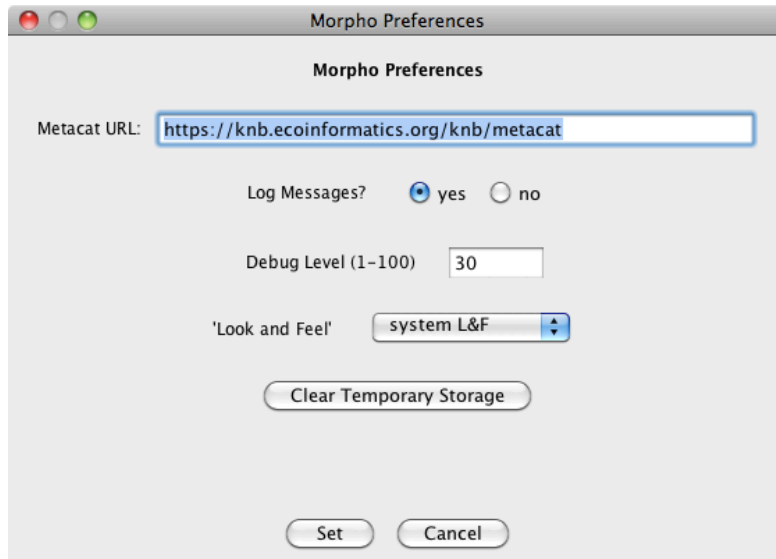 Morpho Preferences
Morpho Preferences
Metacat URL: https://knb.ecoinformatics.org/knb/metacat
Log Messages? yes no
Debug Level (1-100) 30
'Look and Feel' system L&F
Clear Temporary Storage
Set Cancel